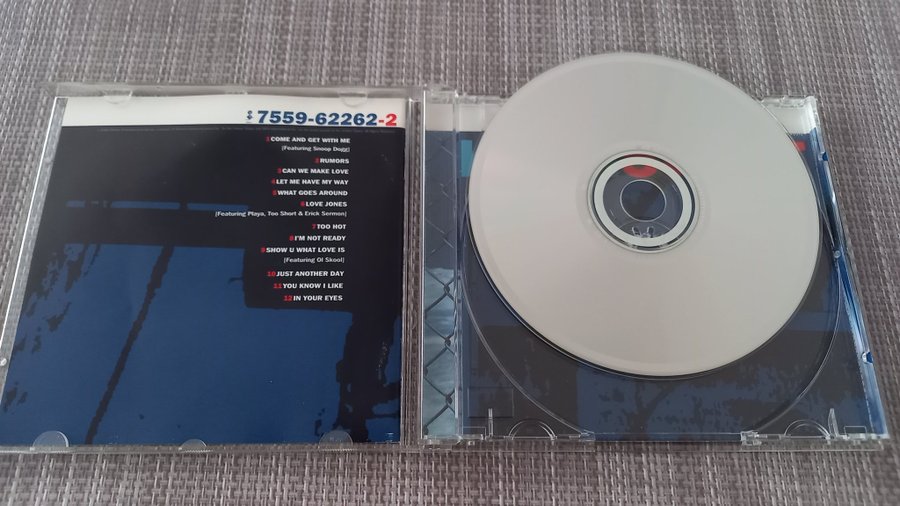 7559-62262-2
1 COME AND GET WITH ME
[Featuring Snoop Dogg]
2 RUMORS
3 CAN WE MAKE LOVE
4 LET ME HAVE MY WAY
5 WHAT GOES AROUND
6 LOVE JONES
[Featuring Playa, Too Short & Erick Sermon]
7 TOO HOT
8 I'M NOT READY
9 SHOW U WHAT LOVE IS
[Featuring Ol Skool]
10 JUST ANOTHER DAY
11 YOU KNOW I LIKE
12 IN YOUR EYES